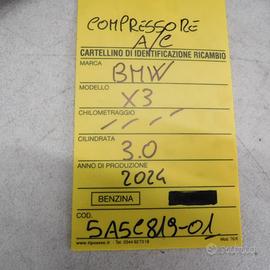 COMPRESSORE
A/C
CARTELLINO DI IDENTIFICAZIONE RICAMBIO
MARCA
BMW
MODELLO
X3
CHILOMETRAGGIO
CILINDRATA
3.0
ANNO DI PRODUZIONE
2024
BENZINA
COD.
5A5C819-01